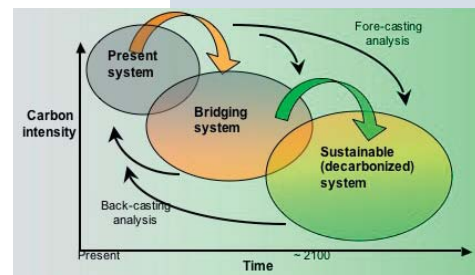 Fore-casting
analysis
Present
system
Carbon
intensity
Bridging
system
Sustainable
(decarbonized)
system
Back-casting
analysis
Present
~ 2100
Time